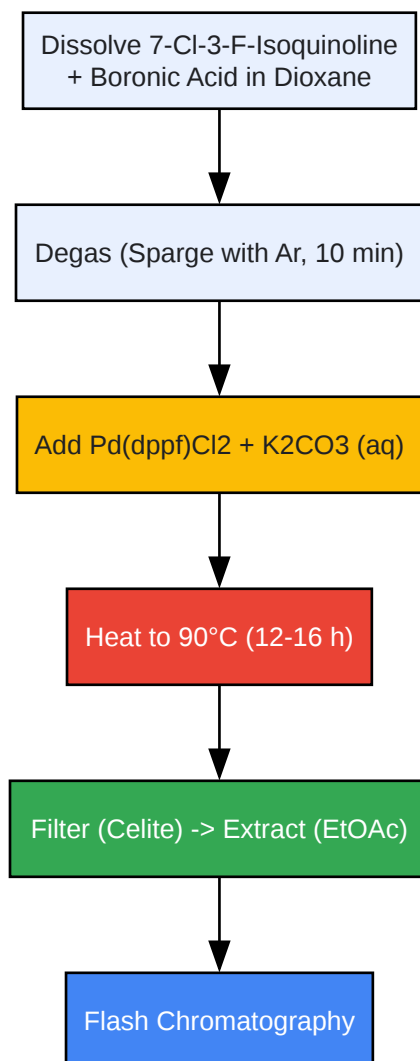 Dissolve 7-Cl-3-F-Isoquinoline
+ Boronic Acid in Dioxane
Degas (Sparge with Ar, 10 min)
Add Pd(dppf)Cl2 + K2CO3 (aq)
Heat to 90°C (12-16 h)
Filter (Celite) -> Extract (EtOAc)
Flash Chromatography